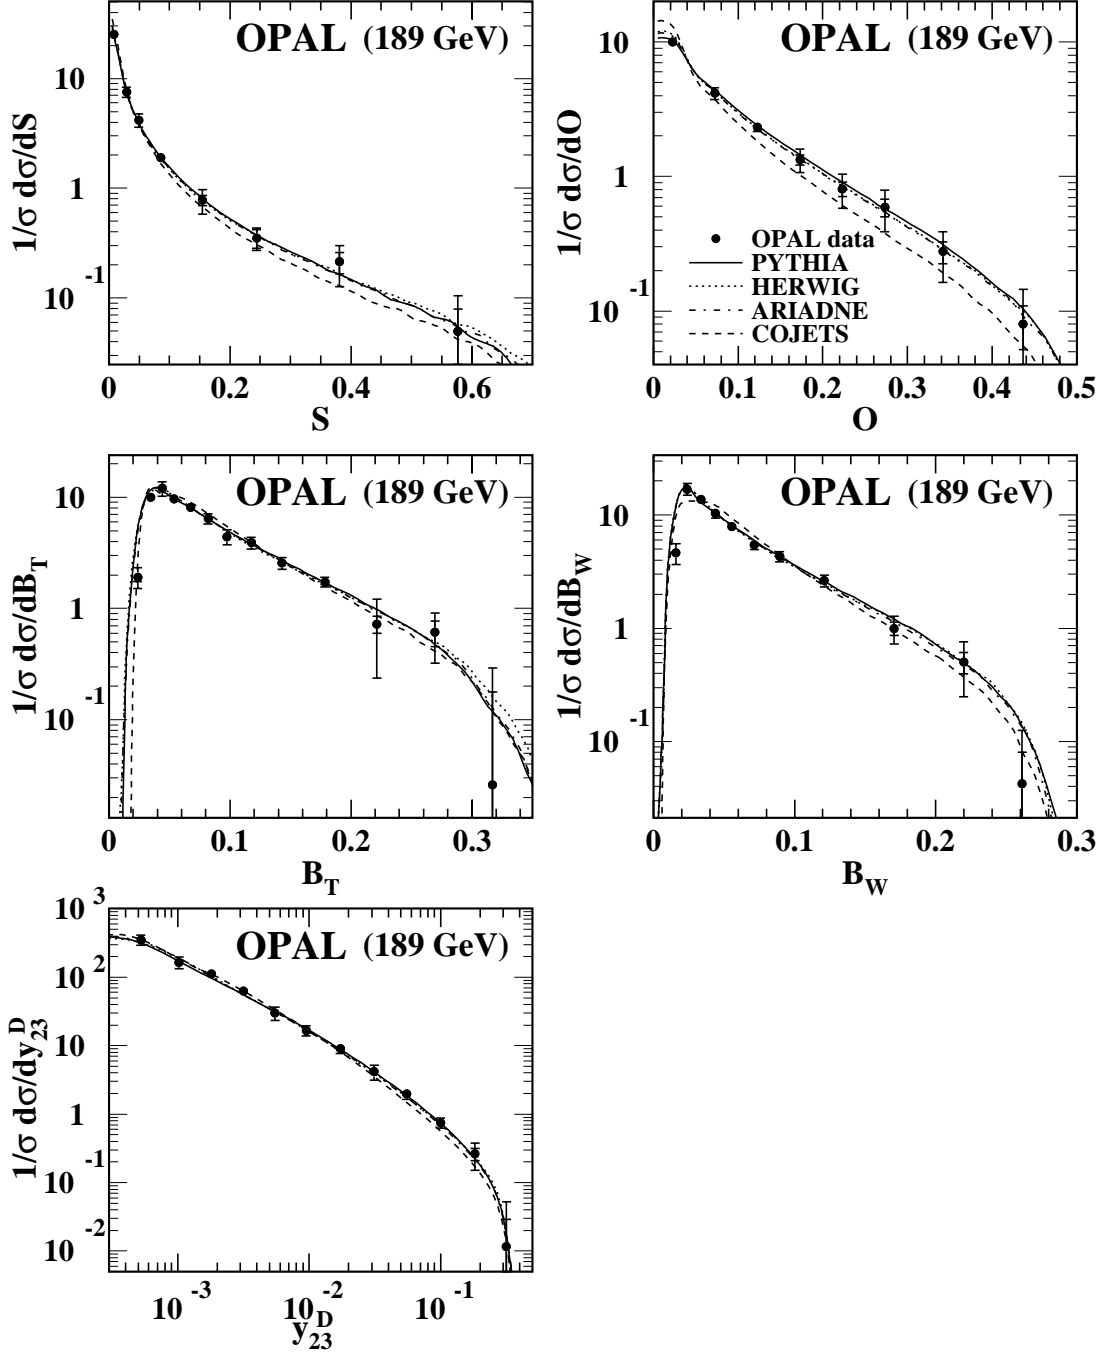 OPAL (189 GeV)
1/σ dσ/dS
10
1
10⁻¹
0 0.2 0.4 0.6
S
OPAL (189 GeV)
1/σ dσ/dO
10
1
10⁻¹
OPAL data
PYTHIA
HERWIG
ARIADNE
COJETS
0 0.1 0.2 0.3 0.4 0.5
O
OPAL (189 GeV)
1/σ dσ/dB_T
10
1
10⁻¹
0 0.1 0.2 0.3
B_T
OPAL (189 GeV)
1/σ dσ/dB_W
10
1
10⁻¹
0 0.1 0.2 0.3
B_W
OPAL (189 GeV)
1/σ dσ/dy_23^D
10³
10²
10
1
10⁻¹
10⁻²
10⁻³ 10⁻² 10⁻¹
y_23^D